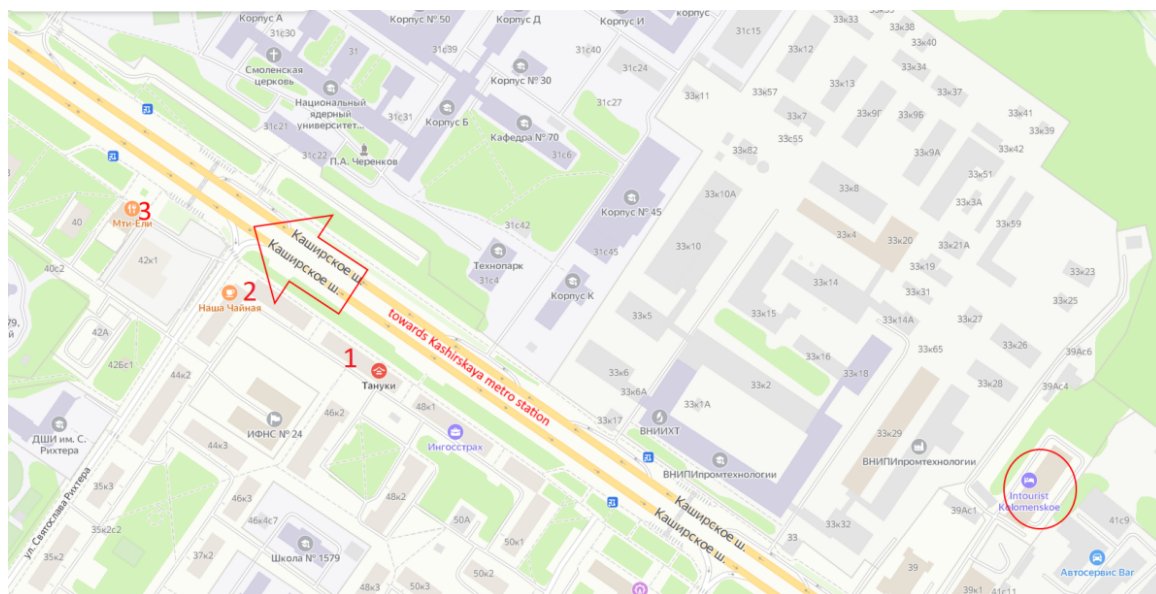 Корпус А
Корпус № 50
Корпус Д
Корпус И
корпус
31с30
31
31с39
31с40
31с15
33к33
33к38
33к12
33к40
Смоленская
церковь
Корпус № 30
31с24
33к34
33к13
33к37
33к57
33к11
Национальный
ядерный
университет...
31с31
Корпус Б
31с27
33к7
33к9Г
33к9Б
33к41
33к39
31с21
Кафедра № 70
33с55
33к82
33к42
31с22
П.А. Черенков
31с6
33к9А
33к51
33к8
33к10А
33к3А
3
Мти-Ели
40
Корпус № 45
31с42
33к59
33к4
33к20
33к21А
33к10
31с45
Каширское ш.
Каширское ш.
42к1
40с2
Технопарк
31с4
33к19
33к23
33к14
33к31
33к25
2
Наша Чайная
Корпус К
33к5
33к15
33к14А
33к27
79.
42А
towards Kashirskaya metro station
33к26
33к65
39Ас6
33к16
1
Тануки
42Бс1
44к2
33к6
33к18
33к2
33к28
39Ас4
33к6А
33к1А
33к17
46к2
48к1
ВНИИХТ
ИФНС № 24
Ингосстрах
33к29
ДШИ им. С.
Рихтера
44к3
ВНИПИпромтехнологии
ВНИПИпромтехнологии
35к3
Intourist
Kolomenskoe
46к3
48к2
39Ас1
Каширское ш.
Каширское ш.
ул. Святослава Рихтера
46к4с7
50А
33к32
41с9
35к2с2
33
50к1
35к2
37к2
Школа № 1579
39
Автосервис Ваг
50к2
48к3
50к3
39к1
41с11